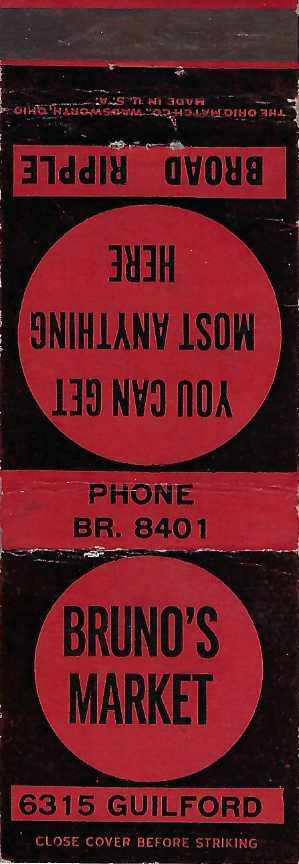 BRUNO'S
MARKET
6315 GUILFORD
CLOSE COVER BEFORE STRIKING
PHONE
BR. 8401
YOU CAN GET
MOST ANYTHING
HERE
BROAD RIPPLE
THE OHIO MATCH CO. WADSWORTH, OHIO
MADE IN U. S. A.